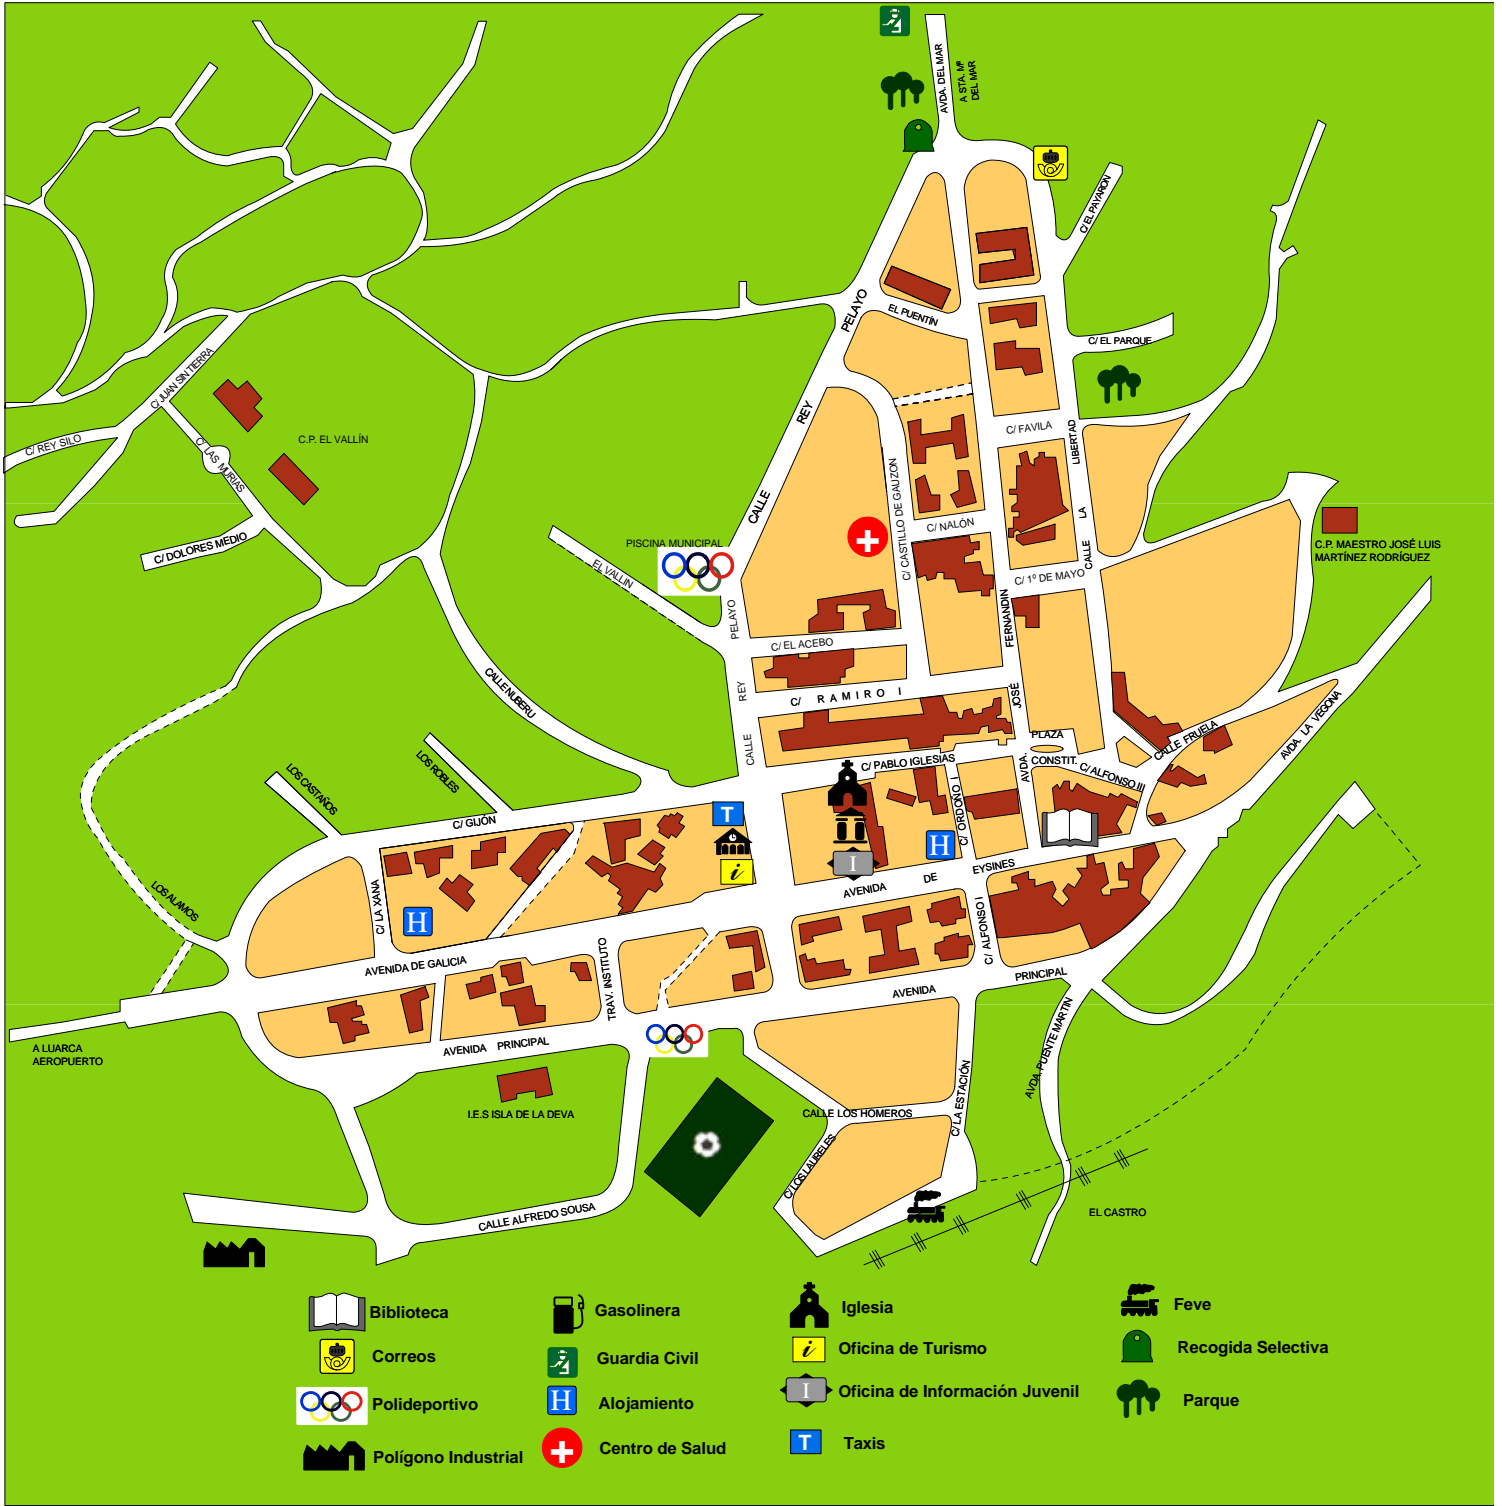 AVDA. DEL MAR
A STA. Mª
DEL MAR
C/ EL PAYARON
PELAYO
EL PUENTÍN
C/ EL PARQUE
C/ JUAN SIN TIERRA
C/ REY SILO
C/ LAS MURIAS
C.P. EL VALLÍN
REY
C/ FAVILA
LIBERTAD
LA
CALLE
CALLE
C/ CASTILLO DE GAUZON
C/ NALÓN
C/ DOLORES MEDIO
PISCINA MUNICIPAL
EL VALLIN
C/ 1º DE MAYO
C.P. MAESTRO JOSÉ LUIS
MARTÍNEZ RODRÍGUEZ
PELAYO
REY
CALLE
C/ EL ACEBO
FERNANDIN
JOSÉ
AVDA.
C/ RAMIRO I
CALLE NUBERU
PLAZA
CONSTIT.
C/ PABLO IGLESIAS
C/ ALFONSO III
CALLE FRUELA
AVDA. LA VEGONA
LOS ROBLES
LOS CASTAÑOS
C/ GIJÓN
T
C/ ORDOÑO I
H
i
I
AVENIDA DE EYSINES
LOS ALAMOS
C/ LA XANA
H
C/ ALFONSO I
AVENIDA DE GALICIA
TRAV. INSTITUTO
AVENIDA PRINCIPAL
A LUARCA
AEROPUERTO
AVENIDA PRINCIPAL
AVDA. PUENTE MARTIN
I.E.S ISLA DE LA DEVA
CALLE LOS HOMEROS
C/ LA ESTACIÓN
C/ LOS LAURELES
CALLE ALFREDO SOUSA
EL CASTRO
Biblioteca
Gasolinera
Iglesia
Feve
Correos
Guardia Civil
i Oficina de Turismo
Recogida Selectiva
Polideportivo
H Alojamiento
I Oficina de Información Juvenil
Parque
Polígono Industrial
Centro de Salud
T Taxis